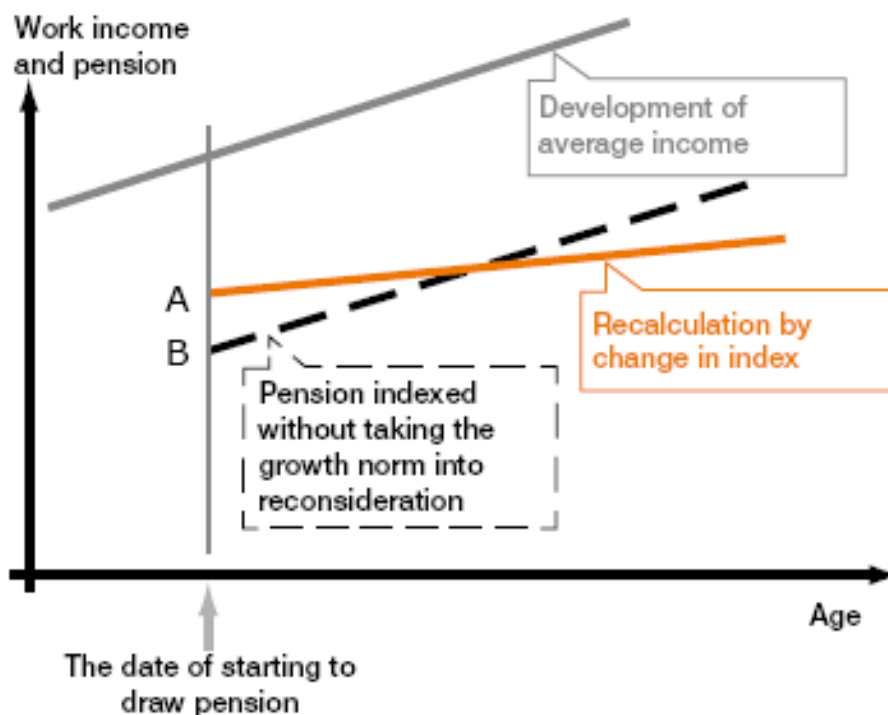 Work income
and pension
Development of
average income
A
B
Recalculation by
change in index
Pension indexed
without taking the
growth norm into
reconsideration
Age
The date of starting to
draw pension